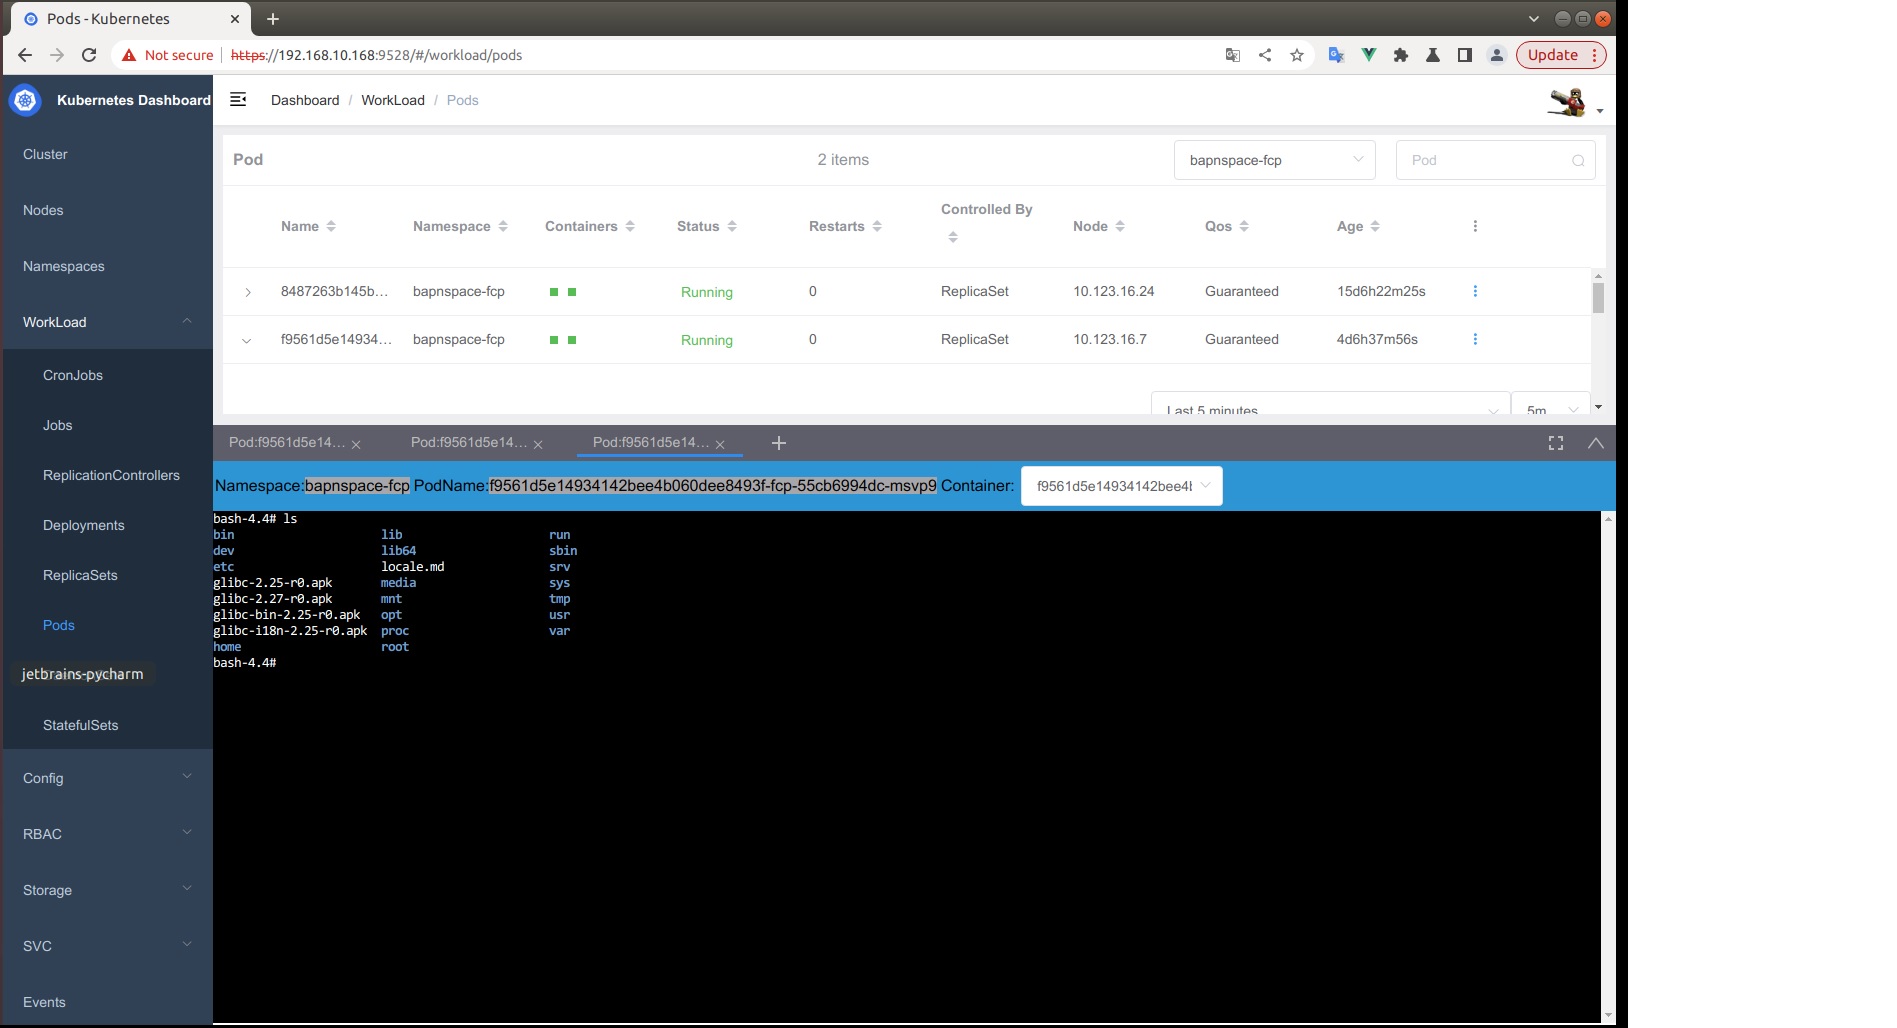 Pods - Kubernetes
Not secure https://192.168.10.168:9528/#/workload/pods Update
Kubernetes Dashboard
Dashboard / WorkLoad / Pods
Cluster
Nodes
Namespaces
WorkLoad
CronJobs
Jobs
ReplicationControllers
Deployments
ReplicaSets
Pods
jetbrains-pycharm
StatefulSets
Config
RBAC
Storage
SVC
Events
Pod 2 items bapnspace-fcp Pod
Name Namespace Containers Status Restarts Controlled By Node Qos Age
8487263b145b... bapnspace-fcp Running 0 ReplicaSet 10.123.16.24 Guaranteed 15d6h22m25s
f9561d5e14934... bapnspace-fcp Running 0 ReplicaSet 10.123.16.7 Guaranteed 4d6h37m56s
Last 5 minutes 5m
Pod:f9561d5e14... Pod:f9561d5e14... Pod:f9561d5e14...
Namespace:bapnspace-fcp PodName:f9561d5e14934142bee4b060dee8493f-fcp-55cb6994dc-msvp9 Container: f9561d5e14934142bee4b
bash-4.4# ls
bin lib run
dev lib64 sbin
etc locale.md srv
glibc-2.25-r0.apk media sys
glibc-2.27-r0.apk mnt tmp
glibc-bin-2.25-r0.apk opt usr
glibc-i18n-2.25-r0.apk proc var
home root
bash-4.4#